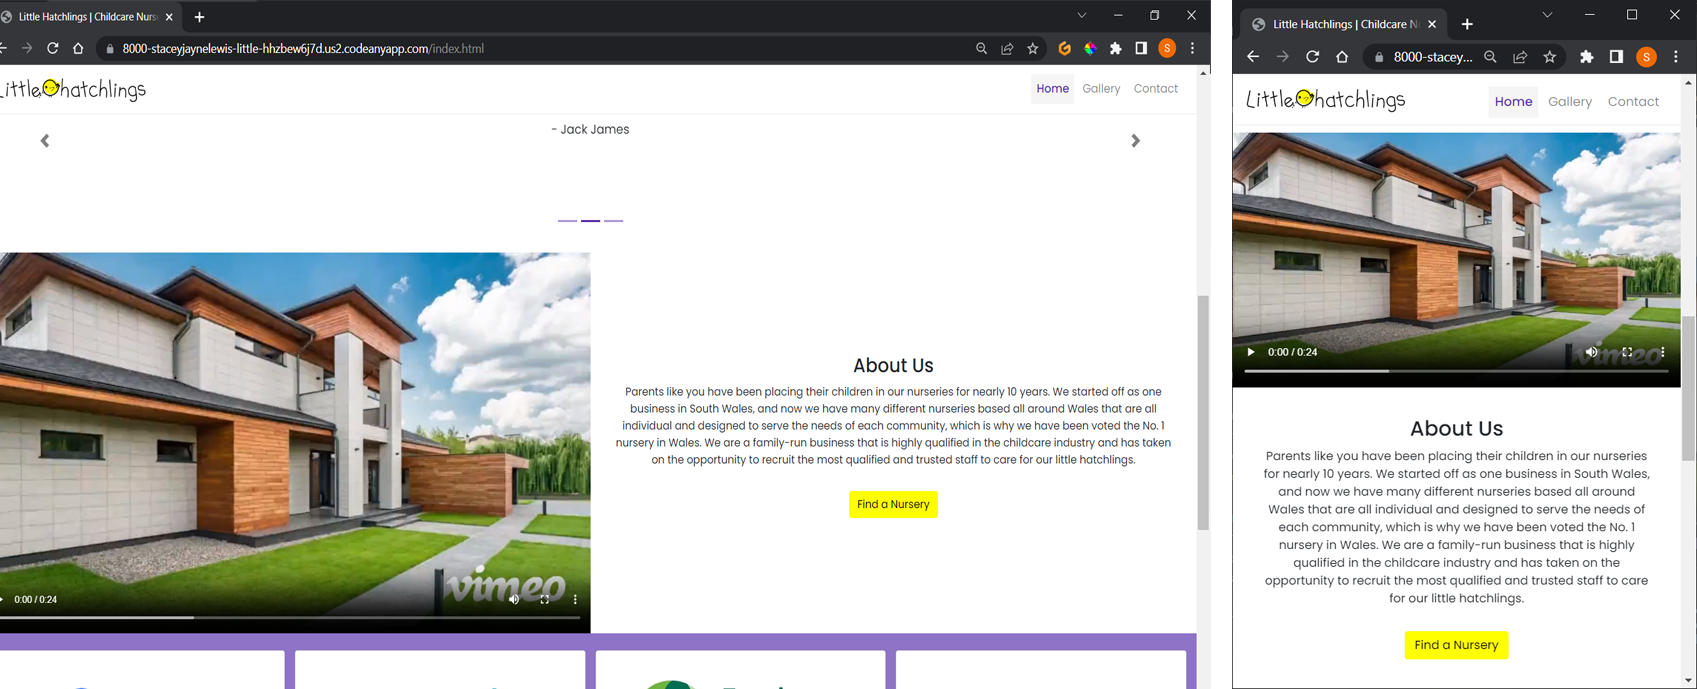 Little Hatchlings | Childcare Nurs
8000-staceyjaynelewis-little-hhzbew6j7d.us2.codeanyapp.com/index.html
S
Little hatchlings
Home
Gallery
Contact
- Jack James
0:00 / 0:24
vimeo
About Us
Parents like you have been placing their children in our nurseries for nearly 10 years. We started off as one
business in South Wales, and now we have many different nurseries based all around Wales that are all
individual and designed to serve the needs of each community, which is why we have been voted the No. 1
nursery in Wales. We are a family-run business that is highly qualified in the childcare industry and has taken
on the opportunity to recruit the most qualified and trusted staff to care for our little hatchlings.
Find a Nursery
Little Hatchlings | Childcare N
8000-stacey...
S
Little hatchlings
Home
Gallery
Contact
0:00 / 0:24
vimeo
About Us
Parents like you have been placing their children in our nurseries
for nearly 10 years. We started off as one business in South Wales,
and now we have many different nurseries based all around
Wales that are all individual and designed to serve the needs of
each community, which is why we have been voted the No. 1
nursery in Wales. We are a family-run business that is highly
qualified in the childcare industry and has taken on the
opportunity to recruit the most qualified and trusted staff to care
for our little hatchlings.
Find a Nursery